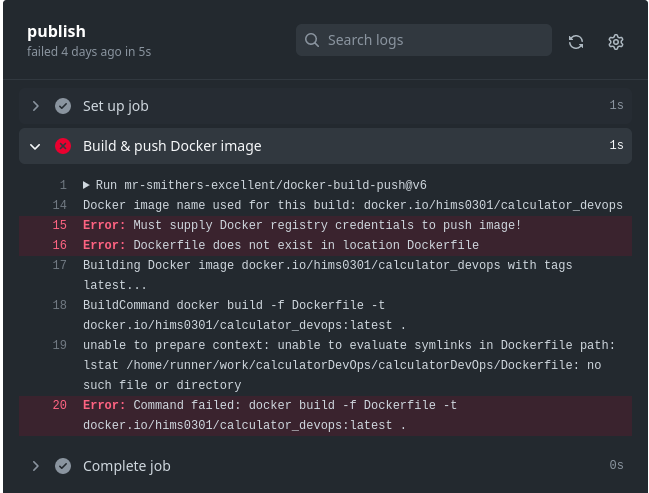 publish
failed 4 days ago in 5s
Search logs
Set up job 1s
Build & push Docker image 1s
1 Run mr-smithers-excellent/docker-build-push@v6
14 Docker image name used for this build: docker.io/hims0301/calculator_devops
15 Error: Must supply Docker registry credentials to push image!
16 Error: Dockerfile does not exist in location Dockerfile
17 Building Docker image docker.io/hims0301/calculator_devops with tags
latest...
18 BuildCommand docker build -f Dockerfile -t
docker.io/hims0301/calculator_devops:latest .
19 unable to prepare context: unable to evaluate symlinks in Dockerfile path:
lstat /home/runner/work/calculatorDevOps/calculatorDevOps/Dockerfile: no
such file or directory
20 Error: Command failed: docker build -f Dockerfile -t
docker.io/hims0301/calculator_devops:latest .
Complete job 0s